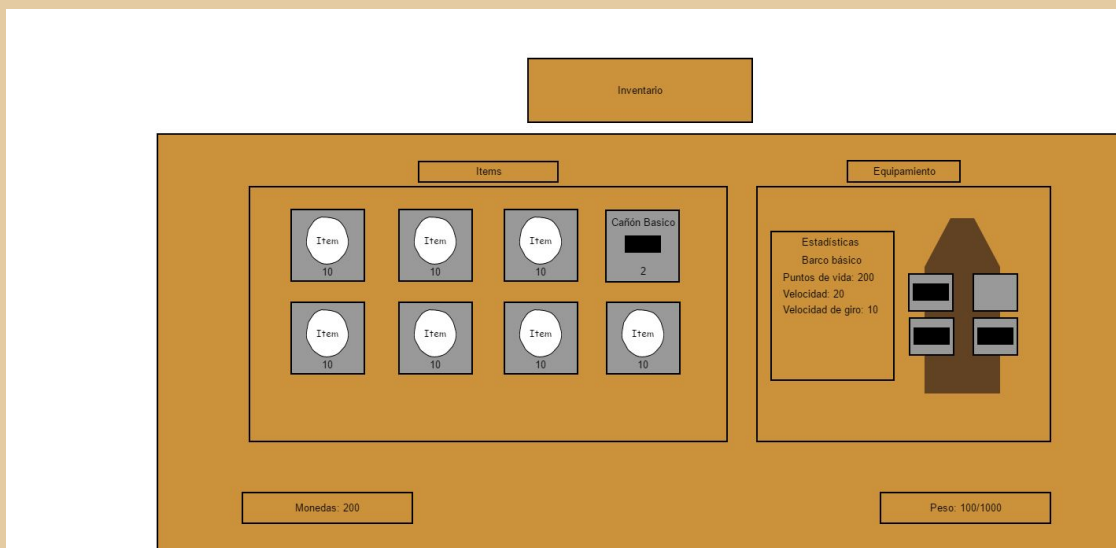 Inventario
Items
Equipamiento
Item
10
Item
10
Item
10
Cañón Basico
2
Item
10
Item
10
Item
10
Item
10
Estadísticas
Barco básico
Puntos de vida: 200
Velocidad: 20
Velocidad de giro: 10
Monedas: 200
Peso: 100/1000